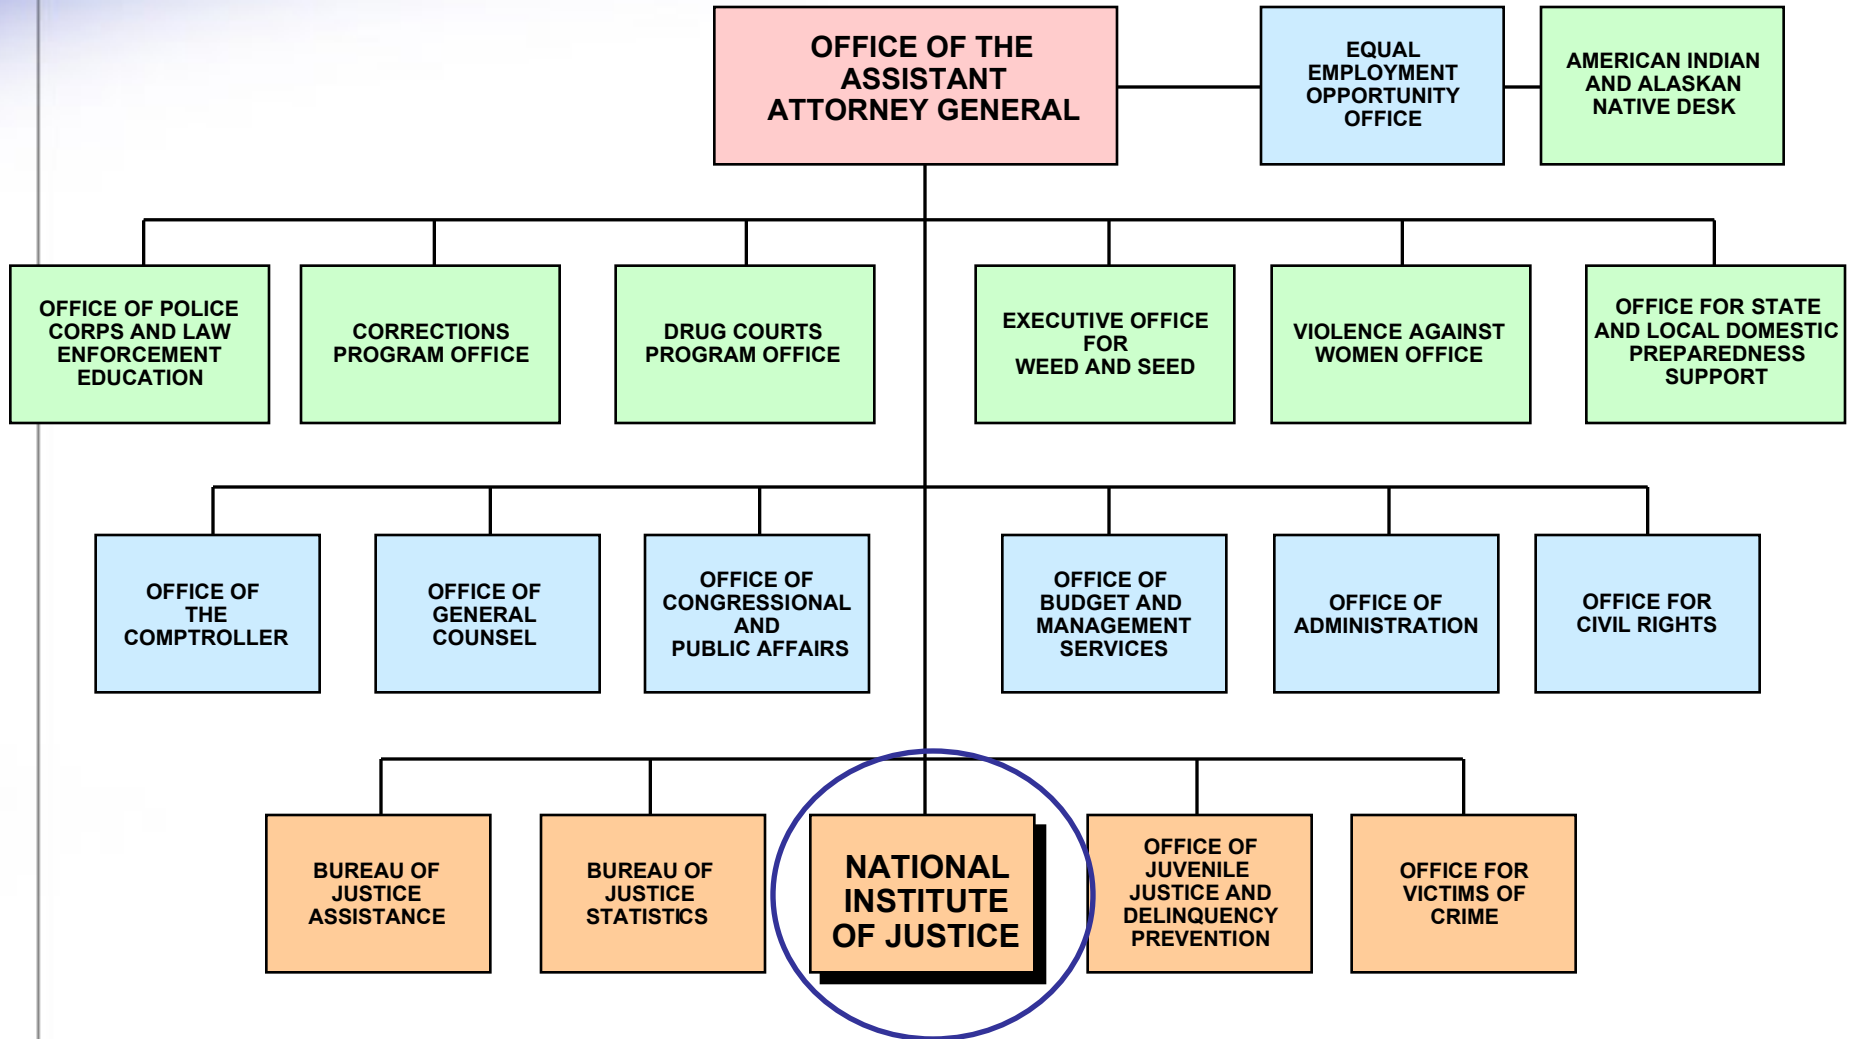 OFFICE OF THE
ASSISTANT
ATTORNEY GENERAL
EQUAL
EMPLOYMENT
OPPORTUNITY
OFFICE
AMERICAN INDIAN
AND ALASKAN
NATIVE DESK
OFFICE OF POLICE
CORPS AND LAW
ENFORCEMENT
EDUCATION
CORRECTIONS
PROGRAM OFFICE
DRUG COURTS
PROGRAM OFFICE
EXECUTIVE OFFICE
FOR
WEED AND SEED
VIOLENCE AGAINST
WOMEN OFFICE
OFFICE FOR STATE
AND LOCAL DOMESTIC
PREPAREDNESS
SUPPORT
OFFICE OF
THE
COMPTROLLER
OFFICE OF
GENERAL
COUNSEL
OFFICE OF
CONGRESSIONAL
AND
PUBLIC AFFAIRS
OFFICE OF
BUDGET AND
MANAGEMENT
SERVICES
OFFICE OF
ADMINISTRATION
OFFICE FOR
CIVIL RIGHTS
BUREAU OF
JUSTICE
ASSISTANCE
BUREAU OF
JUSTICE
STATISTICS
NATIONAL
INSTITUTE
OF JUSTICE
OFFICE OF
JUVENILE
JUSTICE AND
DELINQUENCY
PREVENTION
OFFICE FOR
VICTIMS OF
CRIME